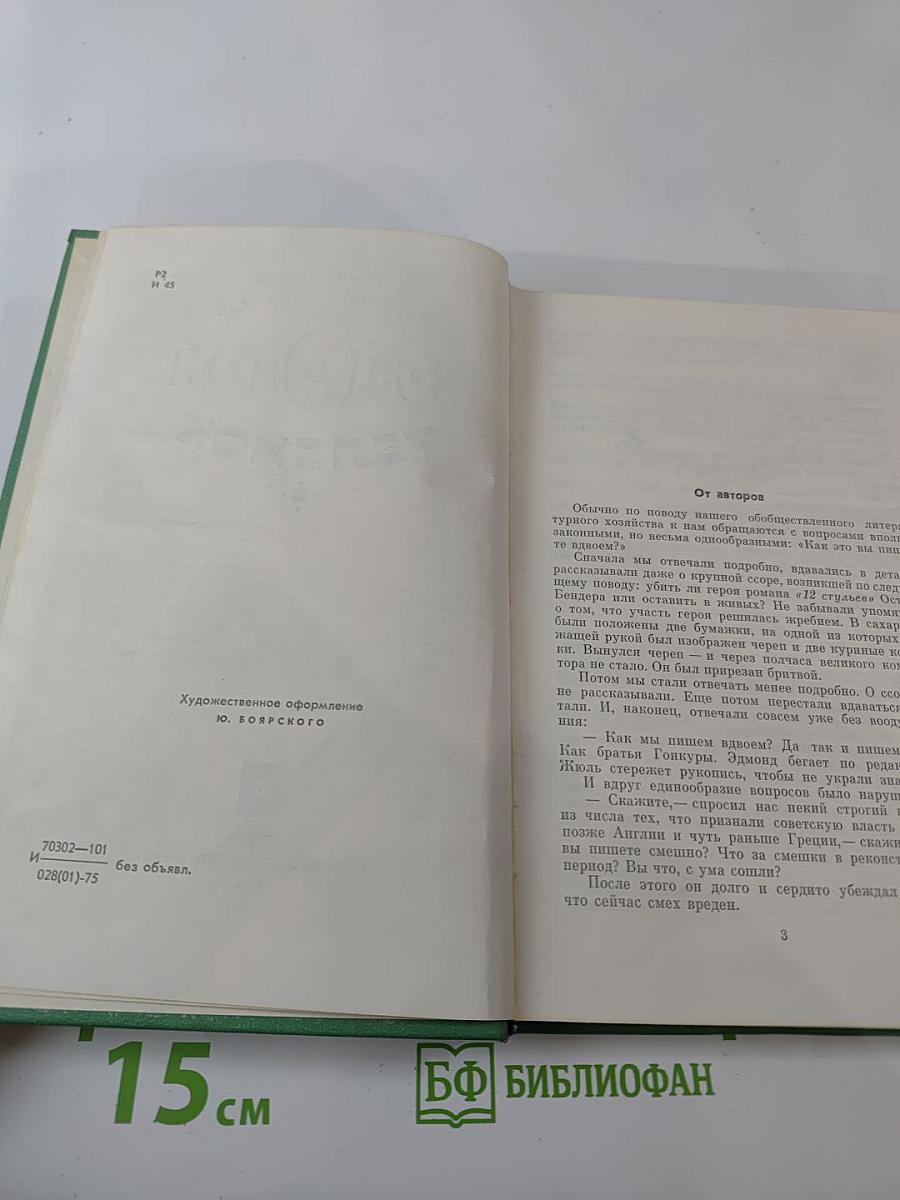 Р2
И 45
Художественное оформление
Ю. БОЯРСКОГО
70302—101
И
028(01)-75
без объявл.
От авторов
Обычно по поводу нашего обобществленного литера
турного хозяйства к нам обращаются с вопросами впол
законными, но весьма однообразными: «Как это вы пиш
те вдвоем?»
Сначала мы отвечали подробно, вдавались в дета
рассказывали даже о крупной ссоре, возникшей по след
щему поводу: убить ли героя романа «12 стульев» Ост
Бендера или оставить в живых? Не забывали упомя
о том, что участь героя решилась жребием. В сахар
были положены две бумажки, на одной из которых
жащей рукой был изображен череп и две куриные ко
ки. Вынулся череп — и через полчаса великого ком
тора не стало. Он был прирезан бритвой.
Потом мы стали отвечать менее подробно. О ссо
не рассказывали. Еще потом перестали вдаваться
тали. И, наконец, отвечали совсем уже без вооду
ния:
— Как мы пишем вдвоем? Да так и пишем
Как братья Гонкуры. Эдмонд бегает по редак
Жюль стережет рукопись, чтобы не украли зна
И вдруг единообразие вопросов было наруш
— Скажите,— спросил нас некий строгий г
из числа тех, что признали советскую власть
позже Англии и чуть раньше Греции,— скажи
вы пишете смешно? Что за смешки в реконст
период? Вы что, с ума сошли?
После этого он долго и сердито убеждал
что сейчас смех вреден.
3
15 см
БФ БИБЛИОФАН